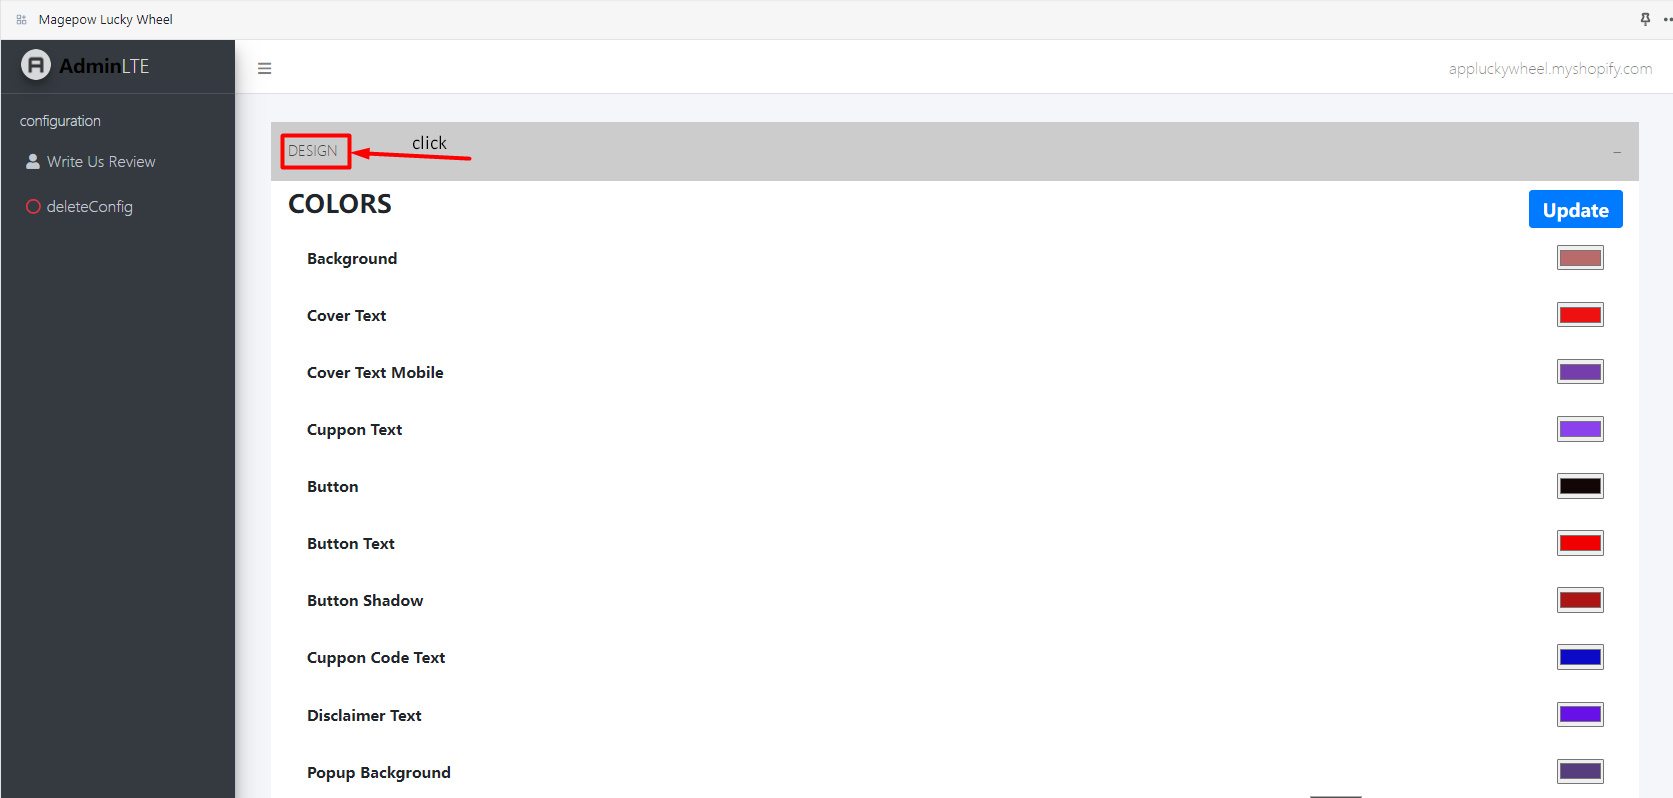 Magepow Lucky Wheel
AdminLTE
appluckywheel.myshopify.com
configuration
Write Us Review
deleteConfig
DESIGN
click
COLORS
Update
Background
Cover Text
Cover Text Mobile
Cuppon Text
Button
Button Text
Button Shadow
Cuppon Code Text
Disclaimer Text
Popup Background